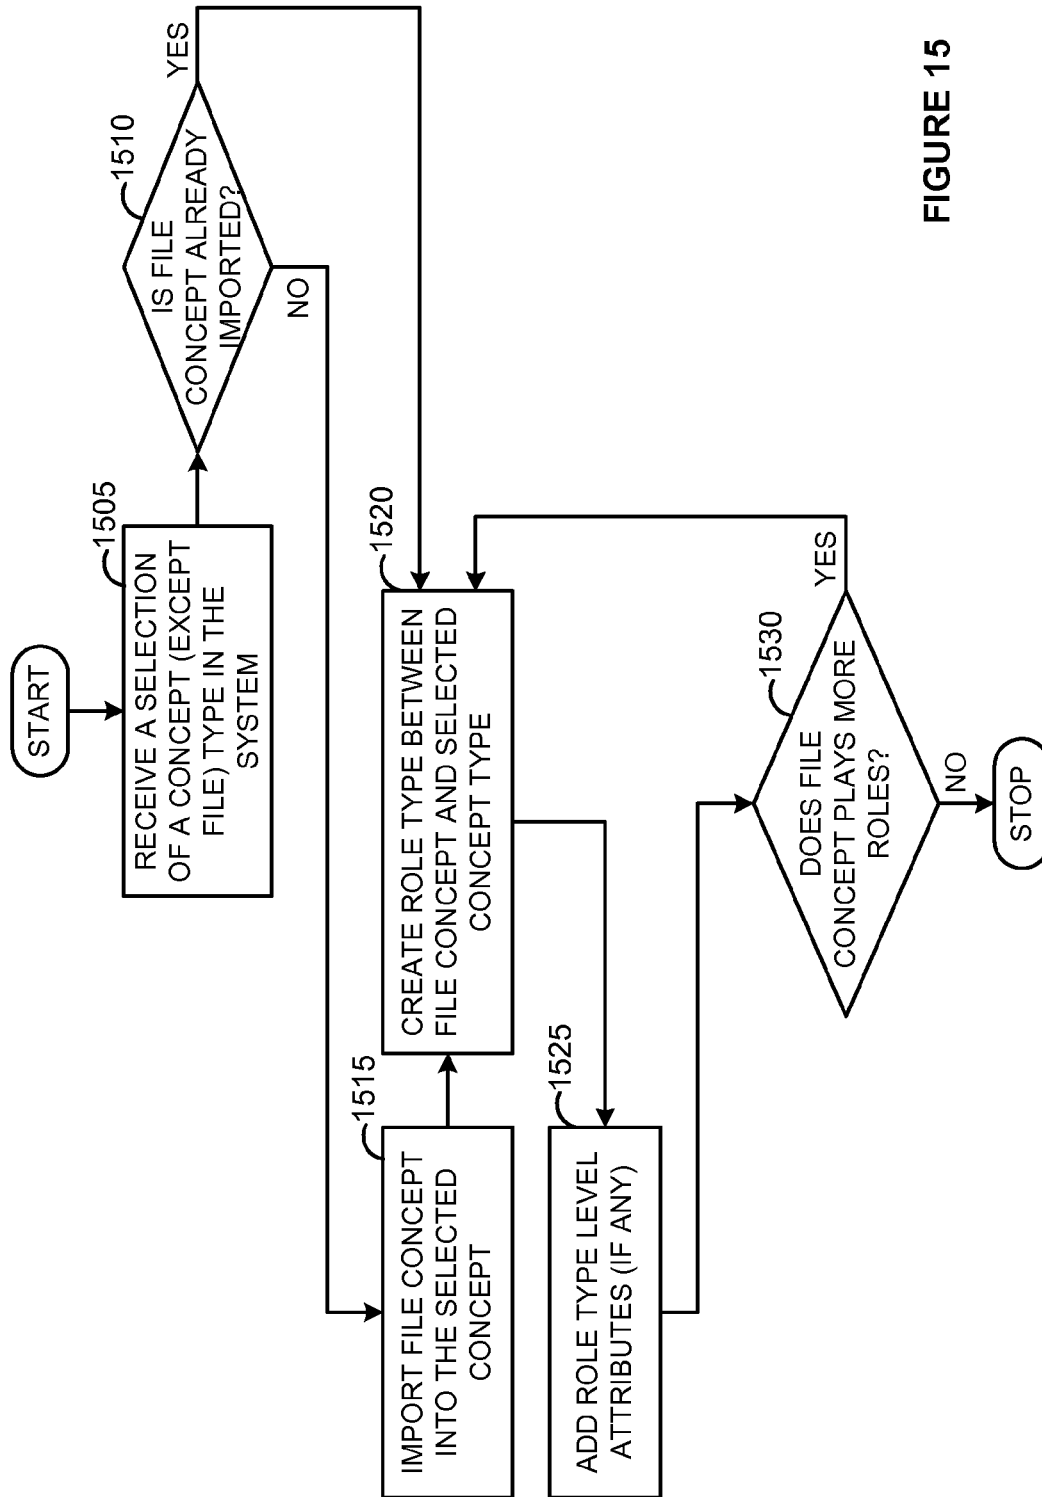 START
1505
RECEIVE A SELECTION
OF A CONCEPT (EXCEPT
FILE) TYPE IN THE
SYSTEM
1510
IS FILE
CONCEPT ALREADY
IMPORTED?
YES
NO
1515
IMPORT FILE CONCEPT
INTO THE SELECTED
CONCEPT
1520
CREATE ROLE TYPE BETWEEN
FILE CONCEPT AND SELECTED
CONCEPT TYPE
1525
ADD ROLE TYPE LEVEL
ATTRIBUTES (IF ANY)
1530
DOES FILE
CONCEPT PLAYS MORE
ROLES?
YES
NO
STOP
FIGURE 15